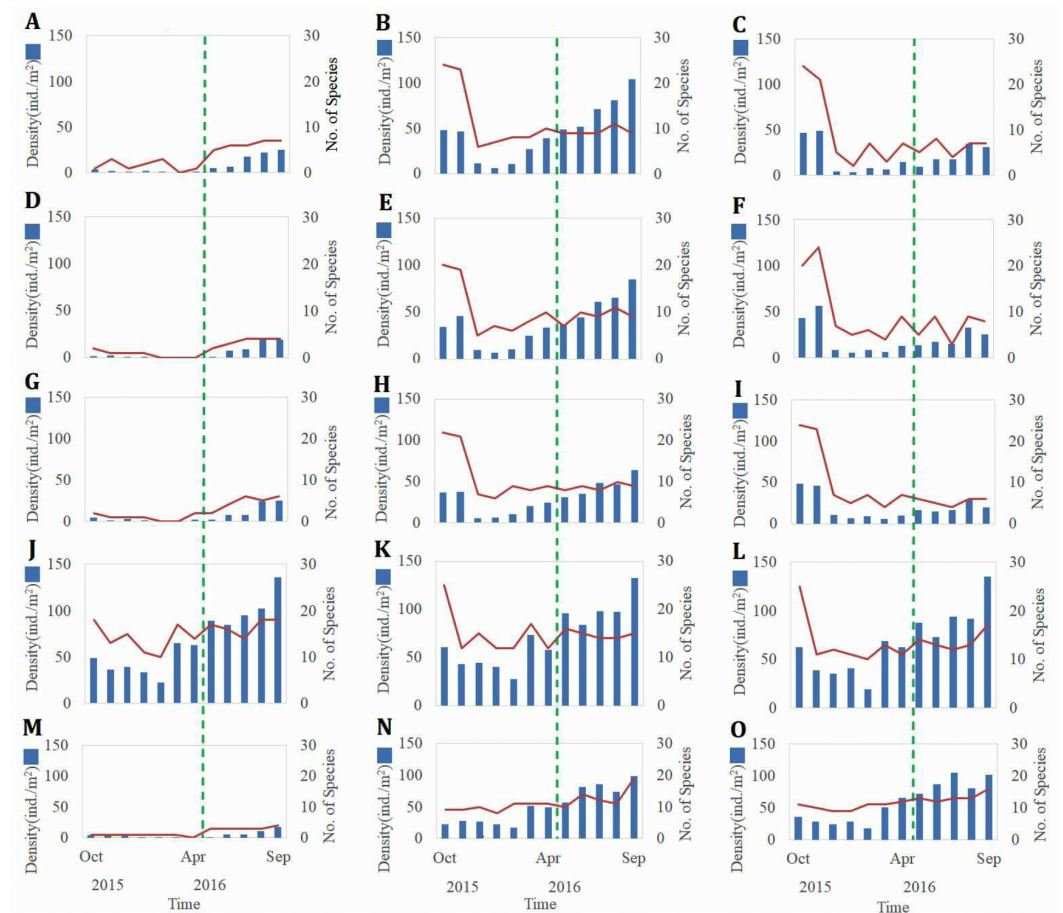 A
B
C
150 30 150 30 150 30
100 20 100 20 100 20
50 10 50 10 50 10
0 0 0 0 0 0
Density(ind./m²) No. of Species Density(ind./m²) No. of Species Density(ind./m²) No. of Species
D
E
F
150 30 150 30 150 30
100 20 100 20 100 20
50 10 50 10 50 10
0 0 0 0 0 0
Density(ind./m²) No. of Species Density(ind./m²) No. of Species Density(ind./m²) No. of Species
G
H
I
150 30 150 30 150 30
100 20 100 20 100 20
50 10 50 10 50 10
0 0 0 0 0 0
Density(ind./m²) No. of Species Density(ind./m²) No. of Species Density(ind./m²) No. of Species
J
K
L
150 30 150 30 150 30
100 20 100 20 100 20
50 10 50 10 50 10
0 0 0 0 0 0
Density(ind./m²) No. of Species Density(ind./m²) No. of Species Density(ind./m²) No. of Species
M
N
O
150 30 150 30 150 30
100 20 100 20 100 20
50 10 50 10 50 10
0 0 0 0 0 0
Density(ind./m²) No. of Species Density(ind./m²) No. of Species Density(ind./m²) No. of Species
Oct Apr Sep Oct Apr Sep Oct Apr Sep
2015 2016 2015 2016 2015 2016
Time Time Time